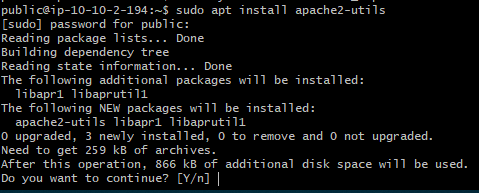 public@ip-10-10-2-194:~$ sudo apt install apache2-utils
[sudo] password for public:
Reading package lists... Done
Building dependency tree
Reading state information... Done
The following additional packages will be installed:
  libapr1 libaprutil1
The following NEW packages will be installed:
  apache2-utils libapr1 libaprutil1
0 upgraded, 3 newly installed, 0 to remove and 0 not upgraded.
Need to get 259 kB of archives.
After this operation, 866 kB of additional disk space will be used.
Do you want to continue? [Y/n]